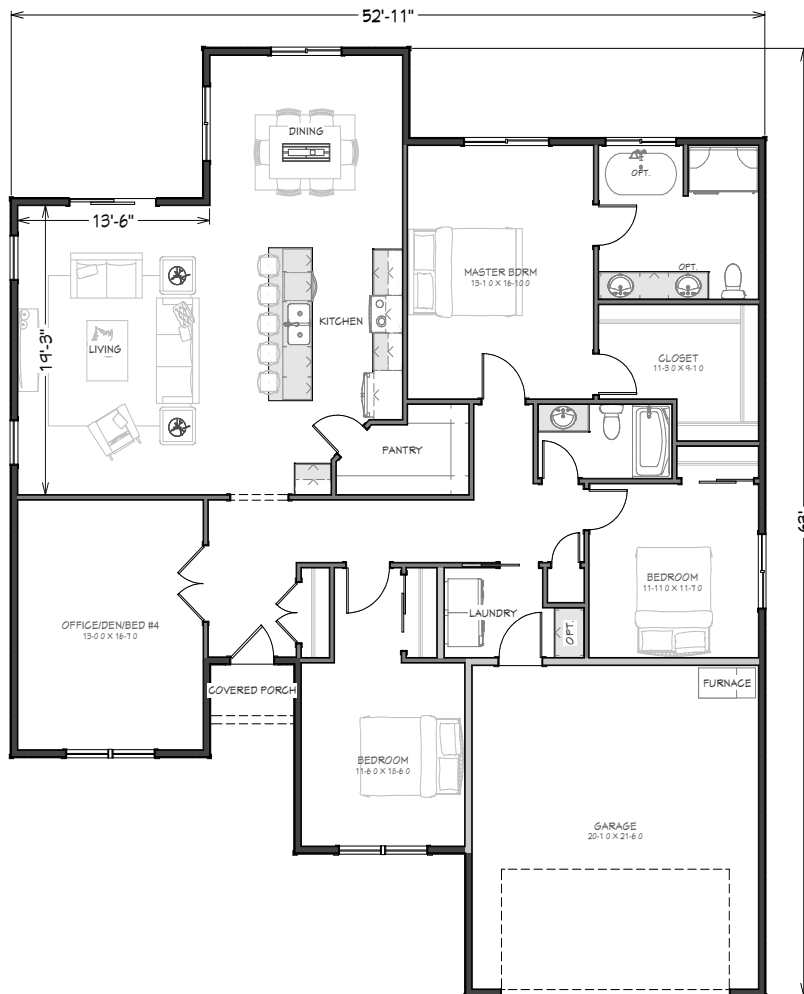 52'-11"
DINING
OPT.
13'-6"
MASTER BDRM
13-1 0 X 16-10 0
OPT.
KITCHEN
LIVING
19'-3"
CLOSET
11-3 0 X 9-1 0
PANTRY
BEDROOM
11-11 0 X 11-7 0
LAUNDRY
OPT.
OFFICE/DEN/BED #4
13-0 0 X 16-7 0
COVERED PORCH
FURNACE
BEDROOM
11-6 0 X 13-6 0
GARAGE
20-1 0 X 21-6 0